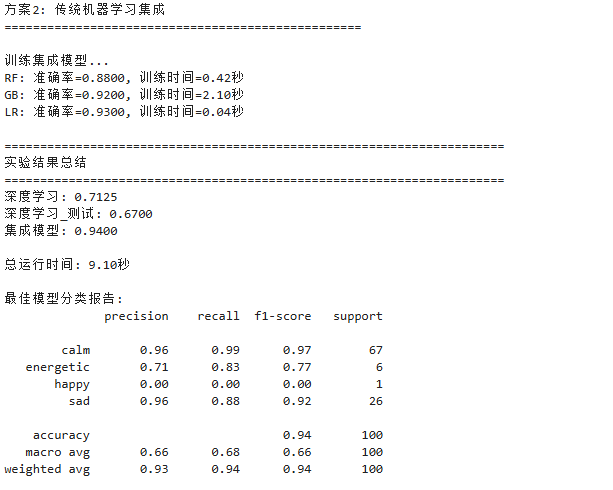 方案2: 传统机器学习集成
==================================================
训练集成模型...
RF: 准确率=0.8800, 训练时间=0.42秒
GB: 准确率=0.9200, 训练时间=2.10秒
LR: 准确率=0.9300, 训练时间=0.04秒
======================================================================
实验结果总结
======================================================================
深度学习: 0.7125
深度学习_测试: 0.6700
集成模型: 0.9400
总运行时间: 9.10秒
最佳模型分类报告:
precision recall f1-score support
calm 0.96 0.99 0.97 67
energetic 0.71 0.83 0.77 6
happy 0.00 0.00 0.00 1
sad 0.96 0.88 0.92 26
accuracy 0.94 100
macro avg 0.66 0.68 0.66 100
weighted avg 0.93 0.94 0.94 100